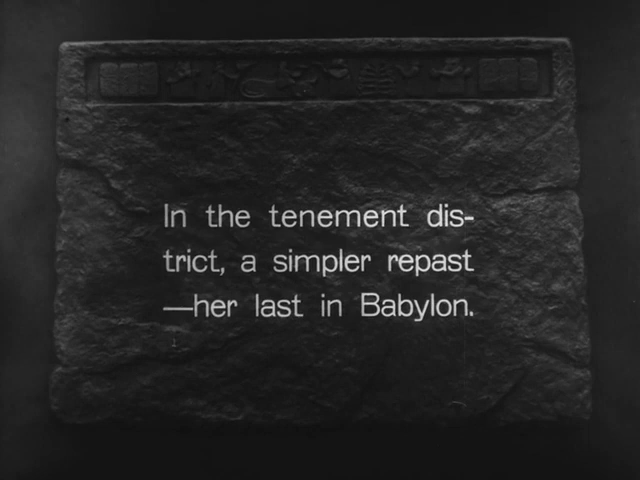 In the tenement dis-
trict, a simpler repast
—her last in Babylon.